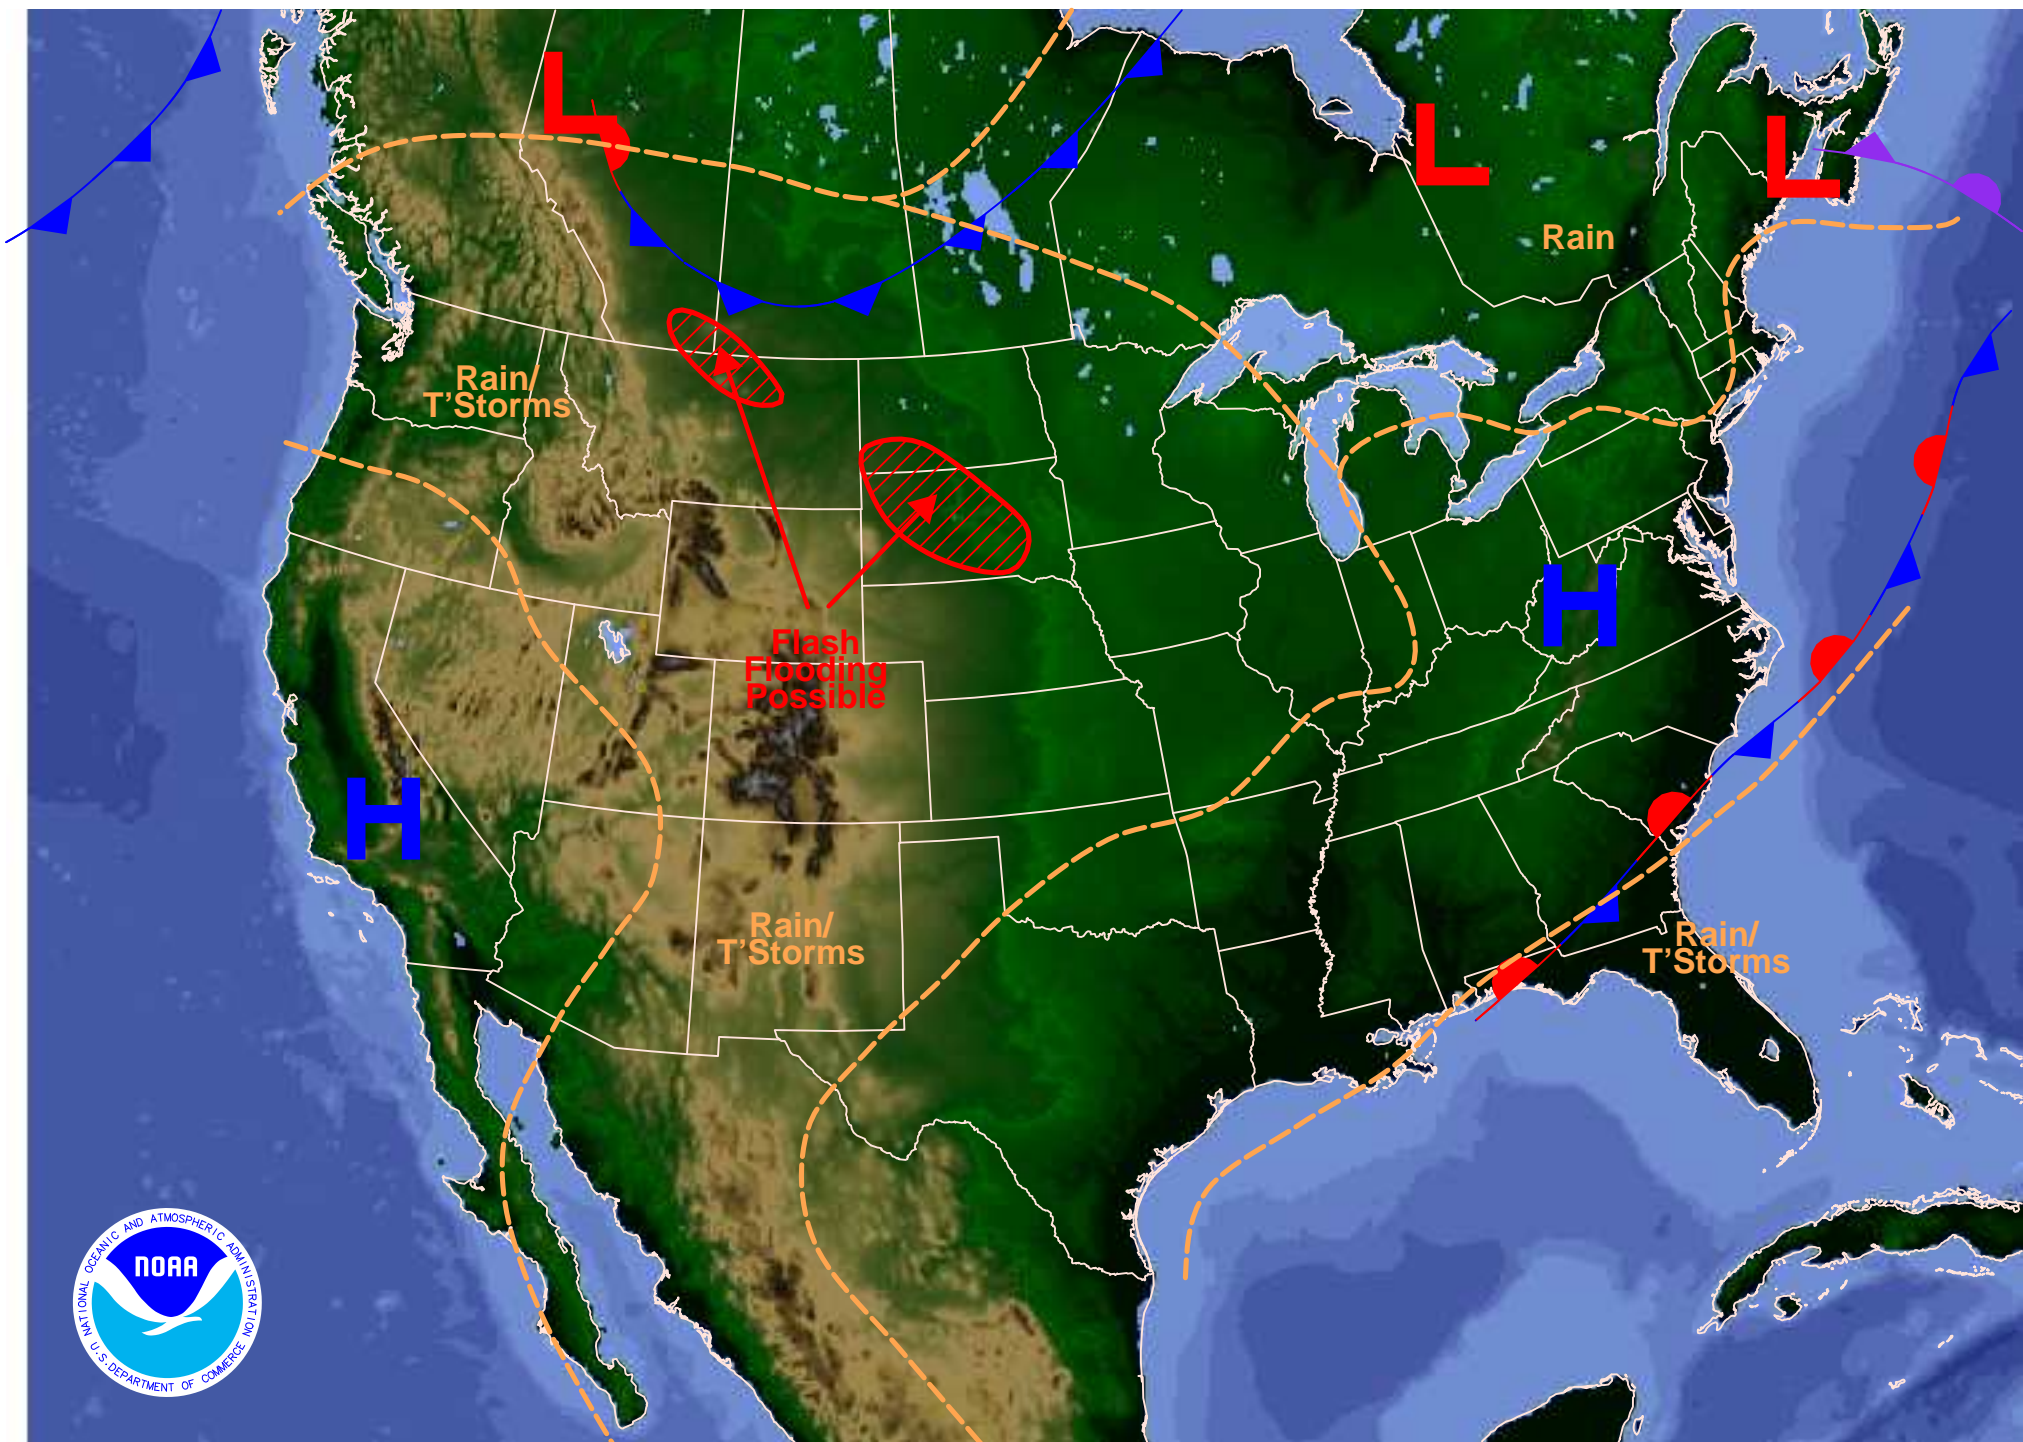 L
L
L
Rain
Rain/
T'Storms
H
Flash
Flooding
Possible
H
Rain/
T'Storms
Rain/
T'Storms
NATIONAL OCEANIC AND ATMOSPHERIC ADMINISTRATION
NOAA
U.S. DEPARTMENT OF COMMERCE